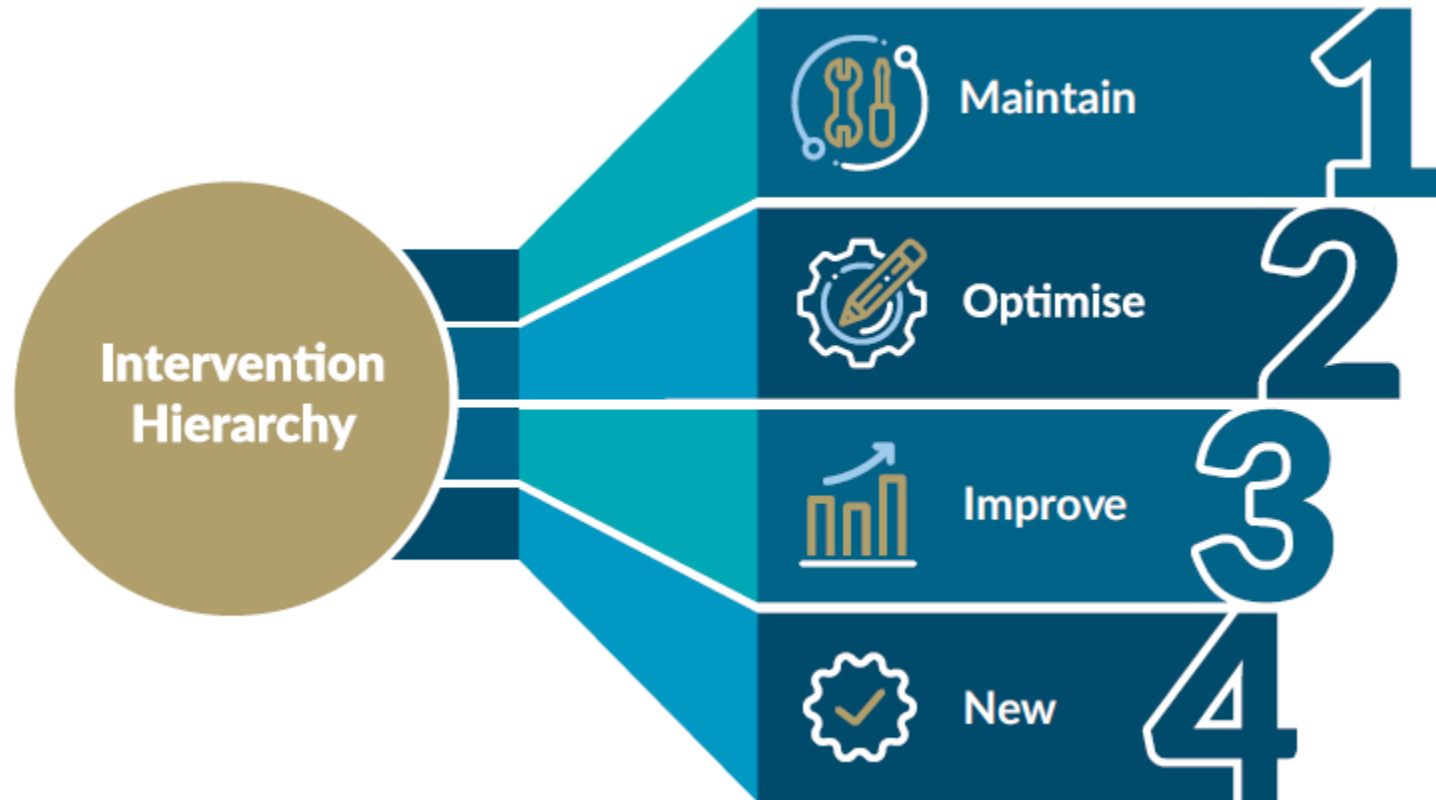 Intervention
Hierarchy
Maintain
1
Optimise
2
Improve
3
New
4